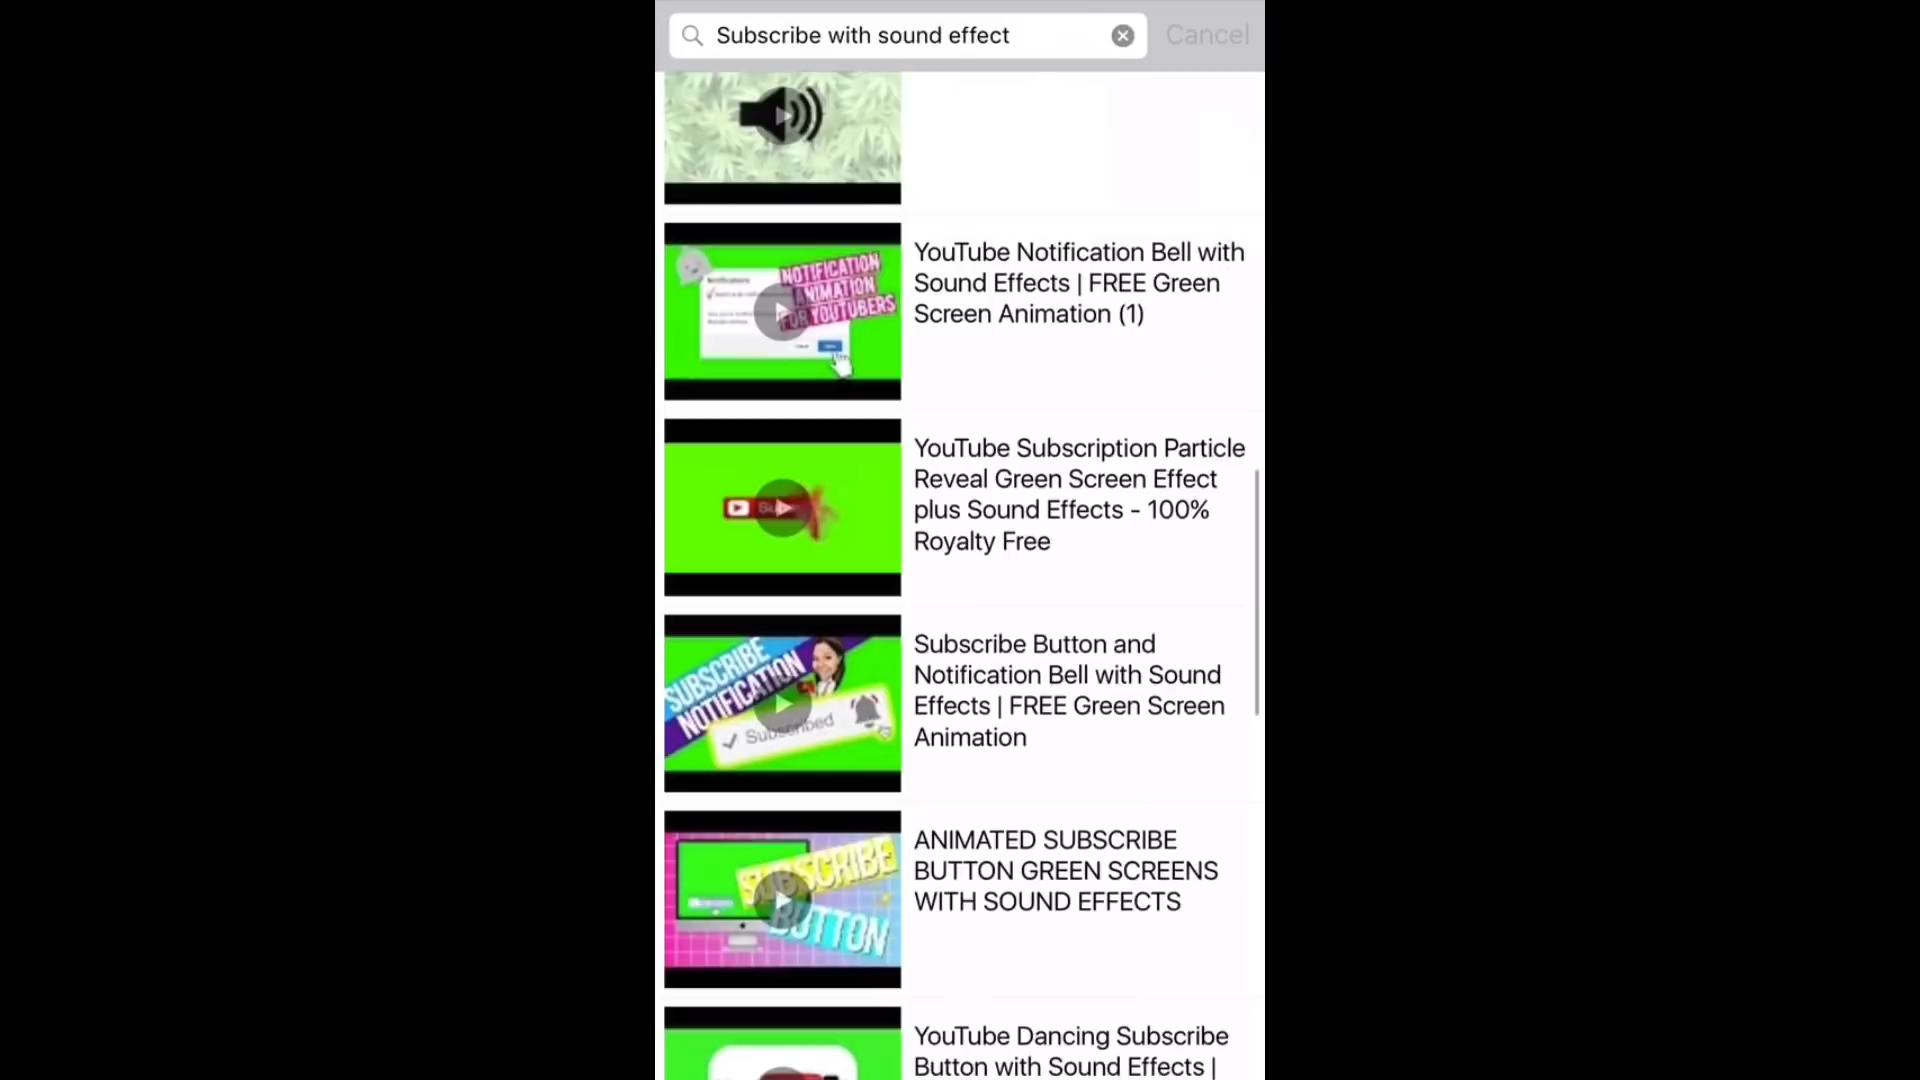 Subscribe with sound effect
Cancel
NOTIFICATION
ANIMATION
FOR YOUTUBERS
YouTube Notification Bell with
Sound Effects | FREE Green
Screen Animation (1)
YouTube Subscription Particle
Reveal Green Screen Effect
plus Sound Effects - 100%
Royalty Free
SUBSCRIBE
NOTIFICATION
Subscribed
Subscribe Button and
Notification Bell with Sound
Effects | FREE Green Screen
Animation
SUBSCRIBE
BUTTON
ANIMATED SUBSCRIBE
BUTTON GREEN SCREENS
WITH SOUND EFFECTS
YouTube Dancing Subscribe
Button with Sound Effects |